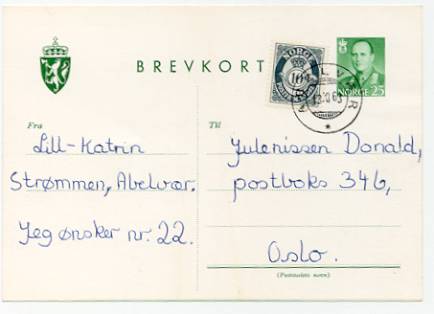 BREVKORT
NORGE
10
NORGE 25
Fra
Lill-Katrin
Strømmen, Abelvær.
Jeg ønsker nr. 22.
Til
Julenissen Donald,
postboks 346,
Oslo.
(Poststedets navn)